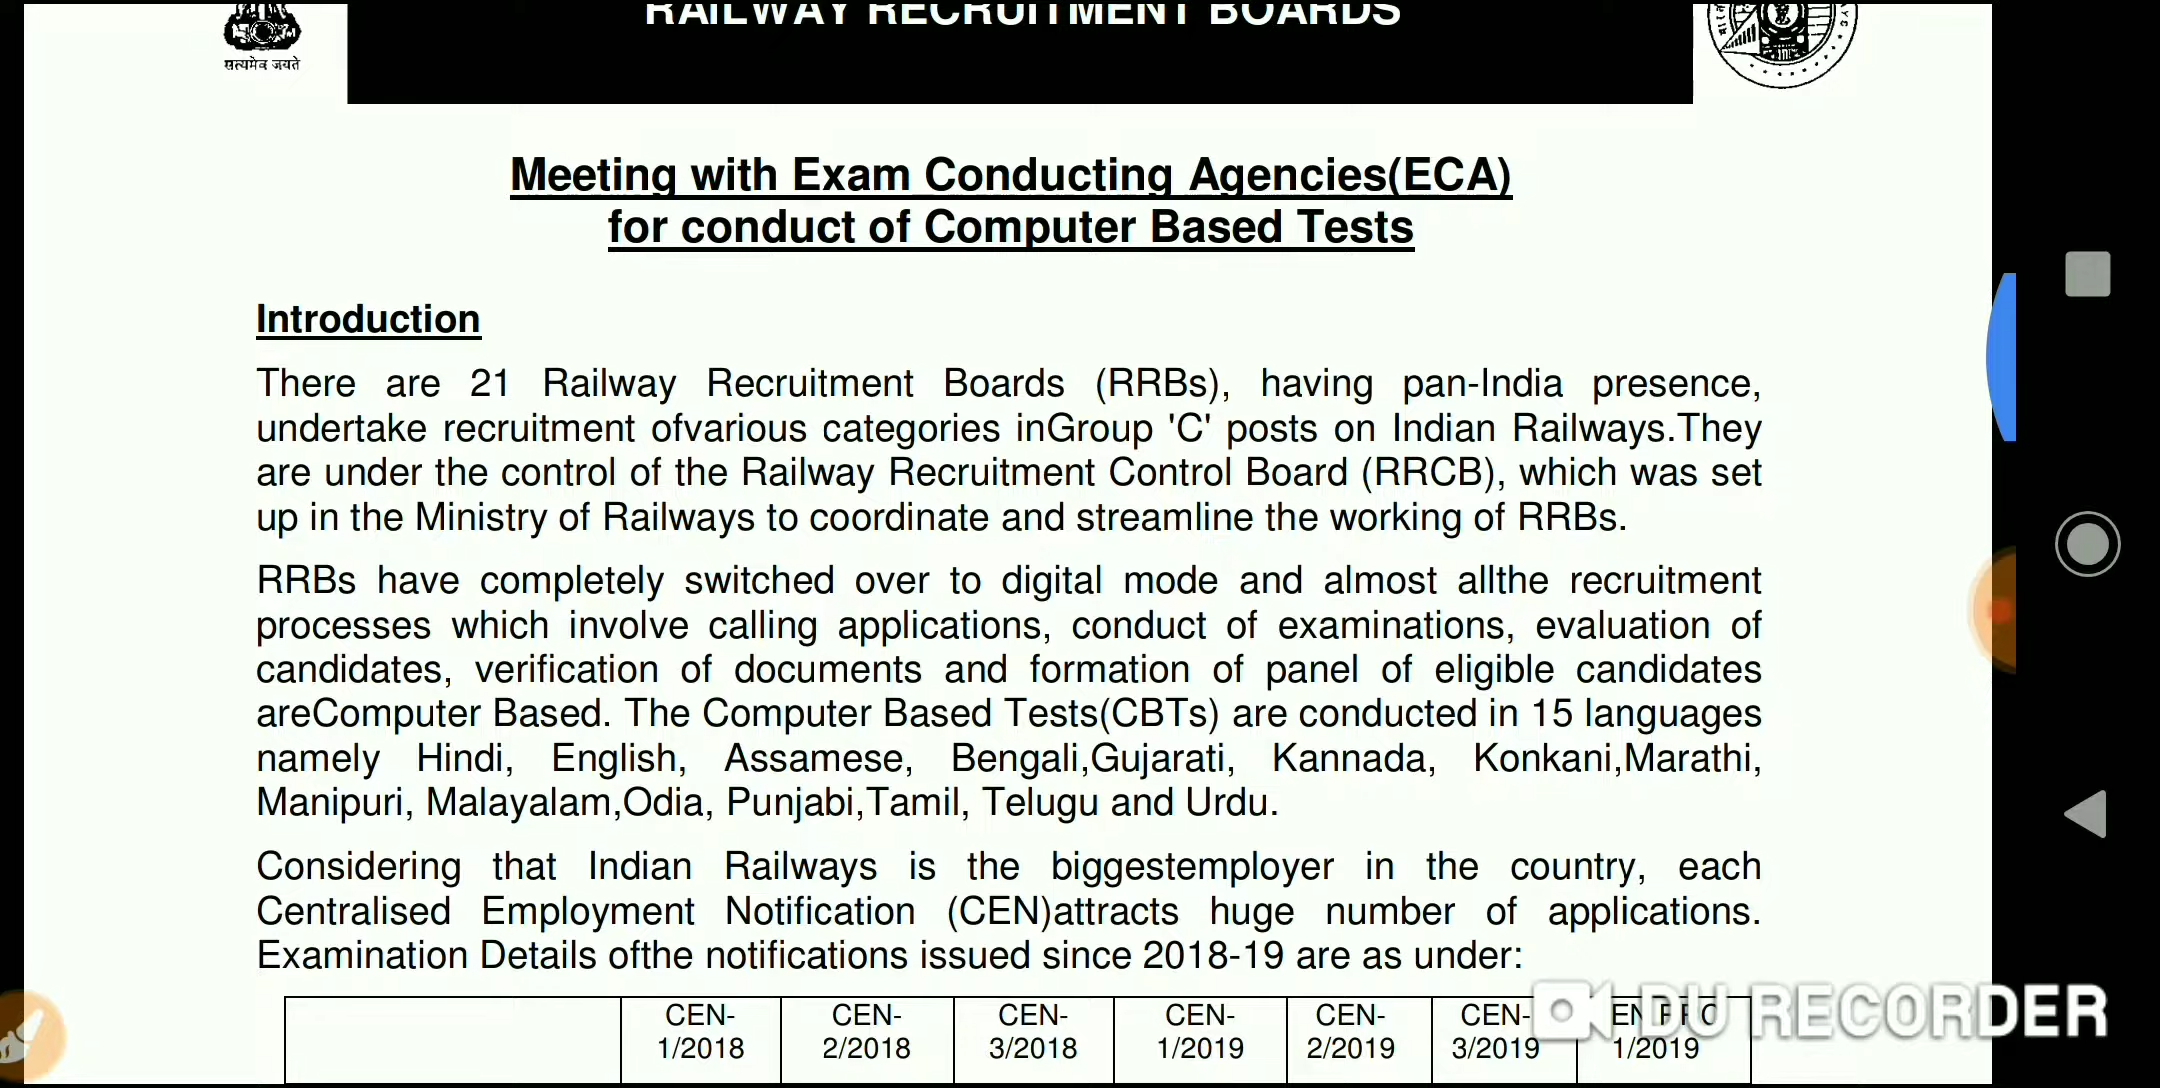 RAILWAY RECRUITMENT BOARDS
सत्यमेव जयते
Meeting with Exam Conducting Agencies(ECA)
for conduct of Computer Based Tests
Introduction
There are 21 Railway Recruitment Boards (RRBs), having pan-India presence,
undertake recruitment ofvarious categories inGroup 'C' posts on Indian Railways.They
are under the control of the Railway Recruitment Control Board (RRCB), which was set
up in the Ministry of Railways to coordinate and streamline the working of RRBs.
RRBs have completely switched over to digital mode and almost allthe recruitment
processes which involve calling applications, conduct of examinations, evaluation of
candidates, verification of documents and formation of panel of eligible candidates
areComputer Based. The Computer Based Tests(CBTs) are conducted in 15 languages
namely Hindi, English, Assamese, Bengali,Gujarati, Kannada, Konkani,Marathi,
Manipuri, Malayalam,Odia, Punjabi,Tamil, Telugu and Urdu.
Considering that Indian Railways is the biggestemployer in the country, each
Centralised Employment Notification (CEN)attracts huge number of applications.
Examination Details ofthe notifications issued since 2018-19 are as under:
CEN- CEN- CEN- CEN- CEN- CEN-
1/2018 2/2018 3/2018 1/2019 2/2019 3/2019 1/2019
DU RECORDER